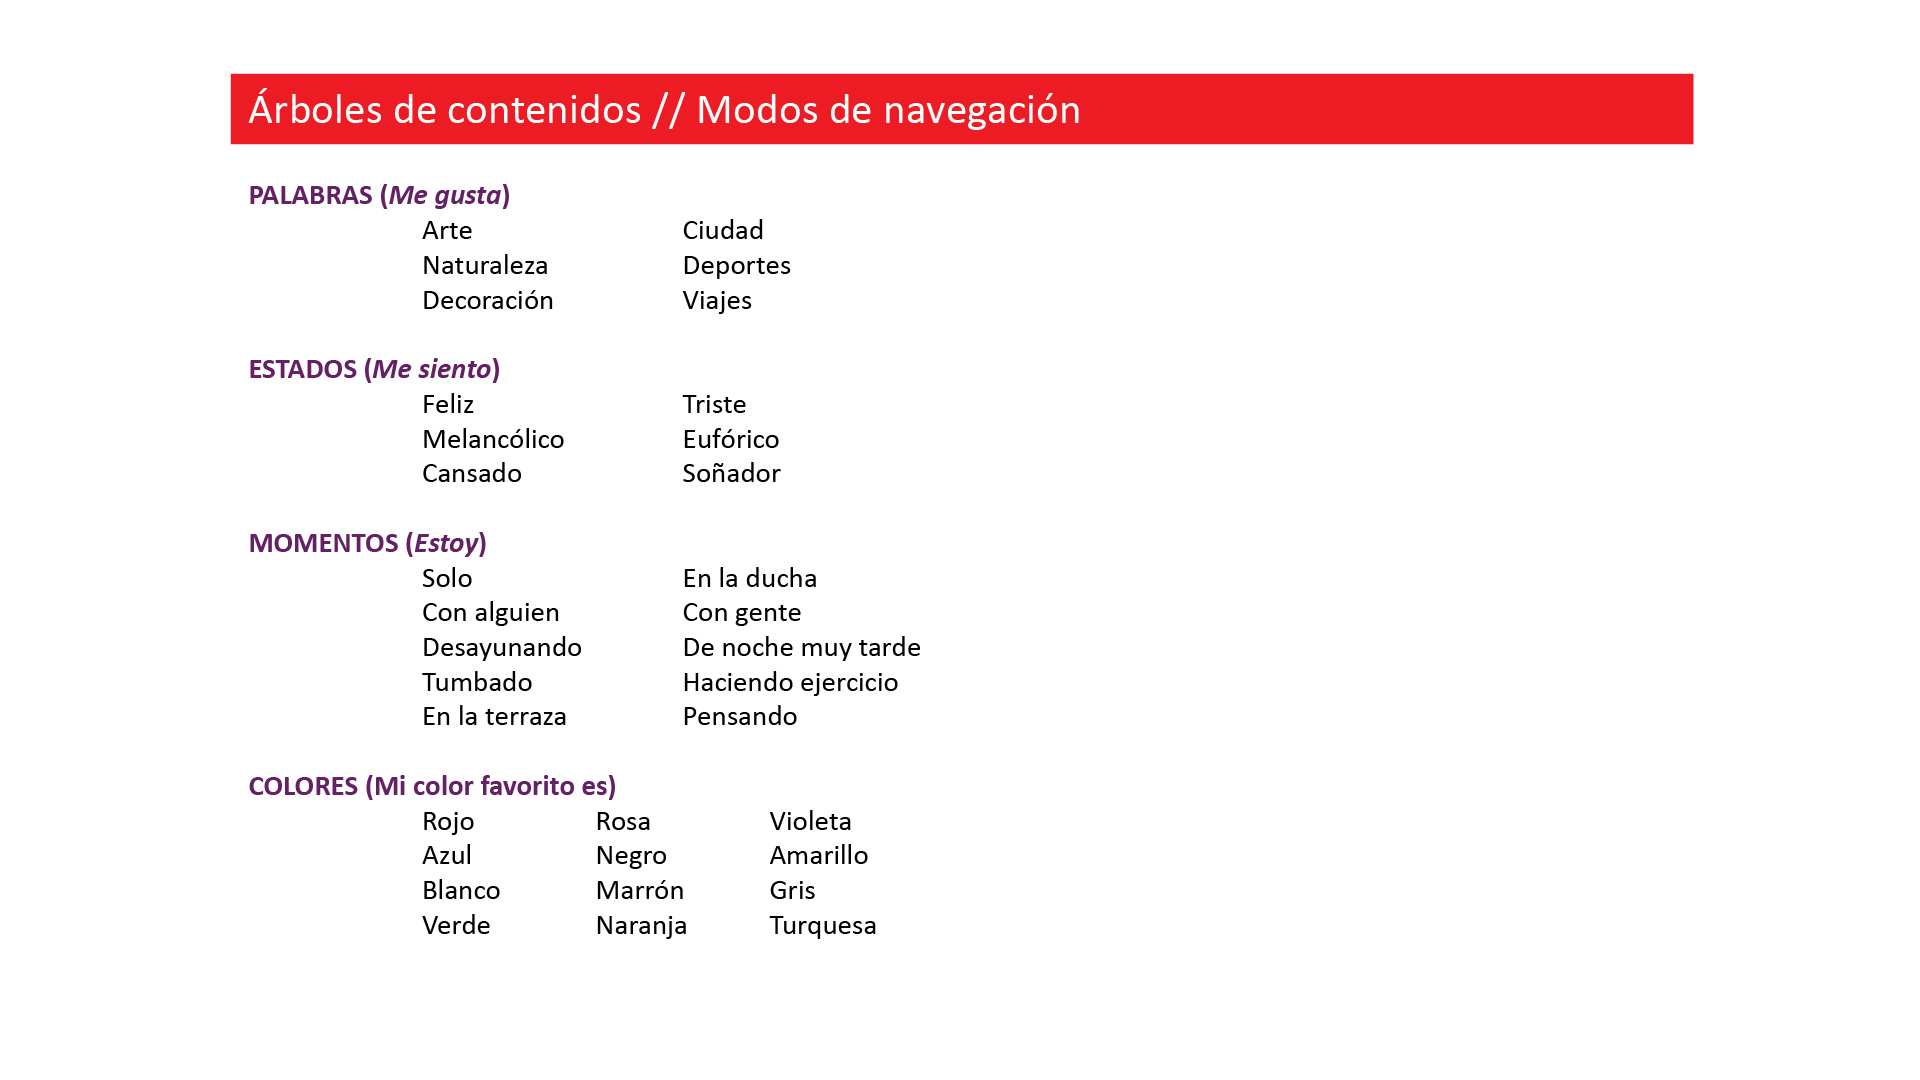 Árboles de contenidos // Modos de navegación
PALABRAS (Me gusta)
Arte Ciudad
Naturaleza Deportes
Decoración Viajes
ESTADOS (Me siento)
Feliz Triste
Melancólico Eufórico
Cansado Soñador
MOMENTOS (Estoy)
Solo En la ducha
Con alguien Con gente
Desayunando De noche muy tarde
Tumbado Haciendo ejercicio
En la terraza Pensando
COLORES (Mi color favorito es)
Rojo Rosa Violeta
Azul Negro Amarillo
Blanco Marrón Gris
Verde Naranja Turquesa